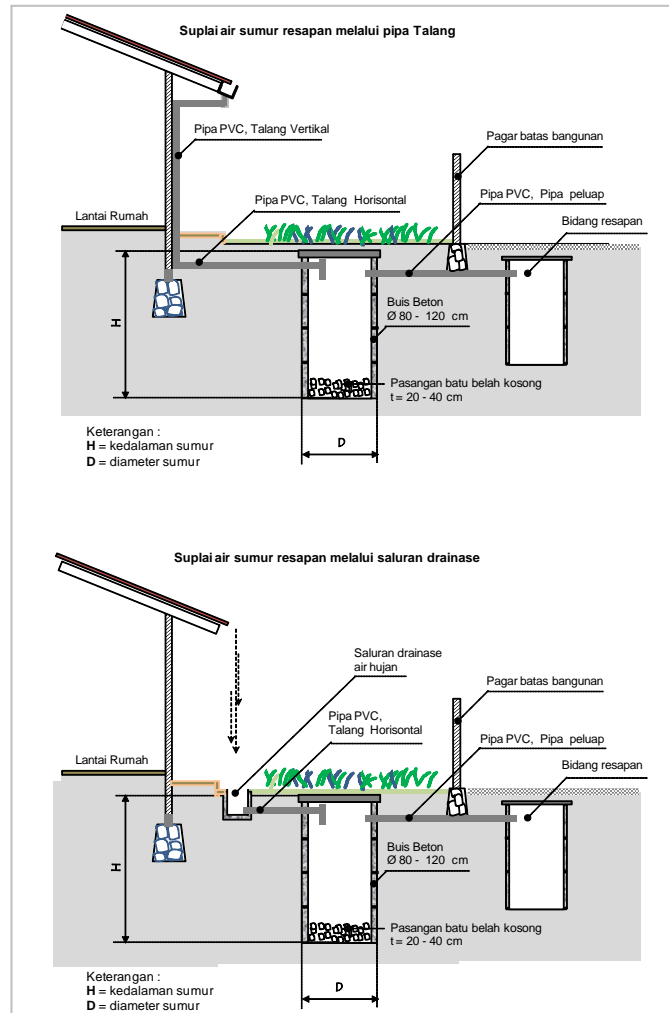 Suplai air sumur resapan melalui pipa Talang
Pipa PVC, Talang Vertikal
Pagar batas bangunan
Lantai Rumah
Pipa PVC, Talang Horisontal
Pipa PVC, Pipa peluap
Bidang resapan
H
Buis Beton
Ø 80 - 120 cm
Pasangan batu belah kosong
t = 20 - 40 cm
D
Keterangan :
H = kedalaman sumur
D = diameter sumur
Suplai air sumur resapan melalui saluran drainase
Saluran drainase
air hujan
Pagar batas bangunan
Pipa PVC,
Talang Horisontal
Pipa PVC, Pipa peluap
Lantai Rumah
Bidang resapan
H
Buis Beton
Ø 80 - 120 cm
Pasangan batu belah kosong
t = 20 - 40 cm
D
Keterangan :
H = kedalaman sumur
D = diameter sumur